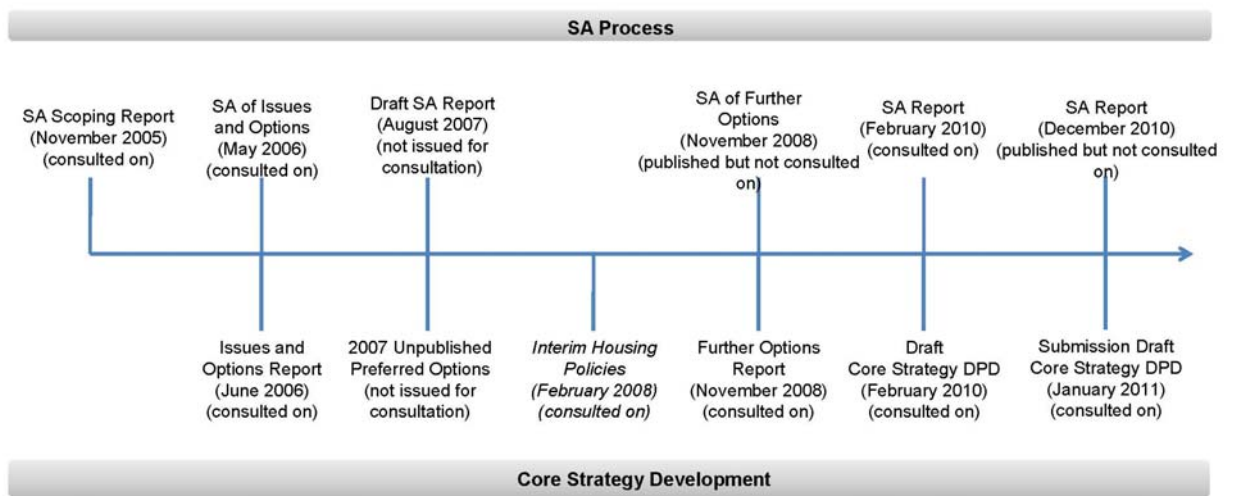 SA Process
SA Scoping Report
(November 2005)
(consulted on)
SA of Issues
and Options
(May 2006)
(consulted on)
Draft SA Report
(August 2007)
(not issued for
consultation)
SA of Further
Options
(November 2008)
(published but not consulted
on)
SA Report
(February 2010)
(consulted on)
SA Report
(December 2010)
(published but not consulted
on)
Issues and
Options Report
(June 2006)
(consulted on)
2007 Unpublished
Preferred Options
(not issued for
consultation)
Interim Housing
Policies
(February 2008)
(consulted on)
Further Options
Report
(November 2008)
(consulted on)
Draft
Core Strategy DPD
(February 2010)
(consulted on)
Submission Draft
Core Strategy DPD
(January 2011)
(consulted on)
Core Strategy Development